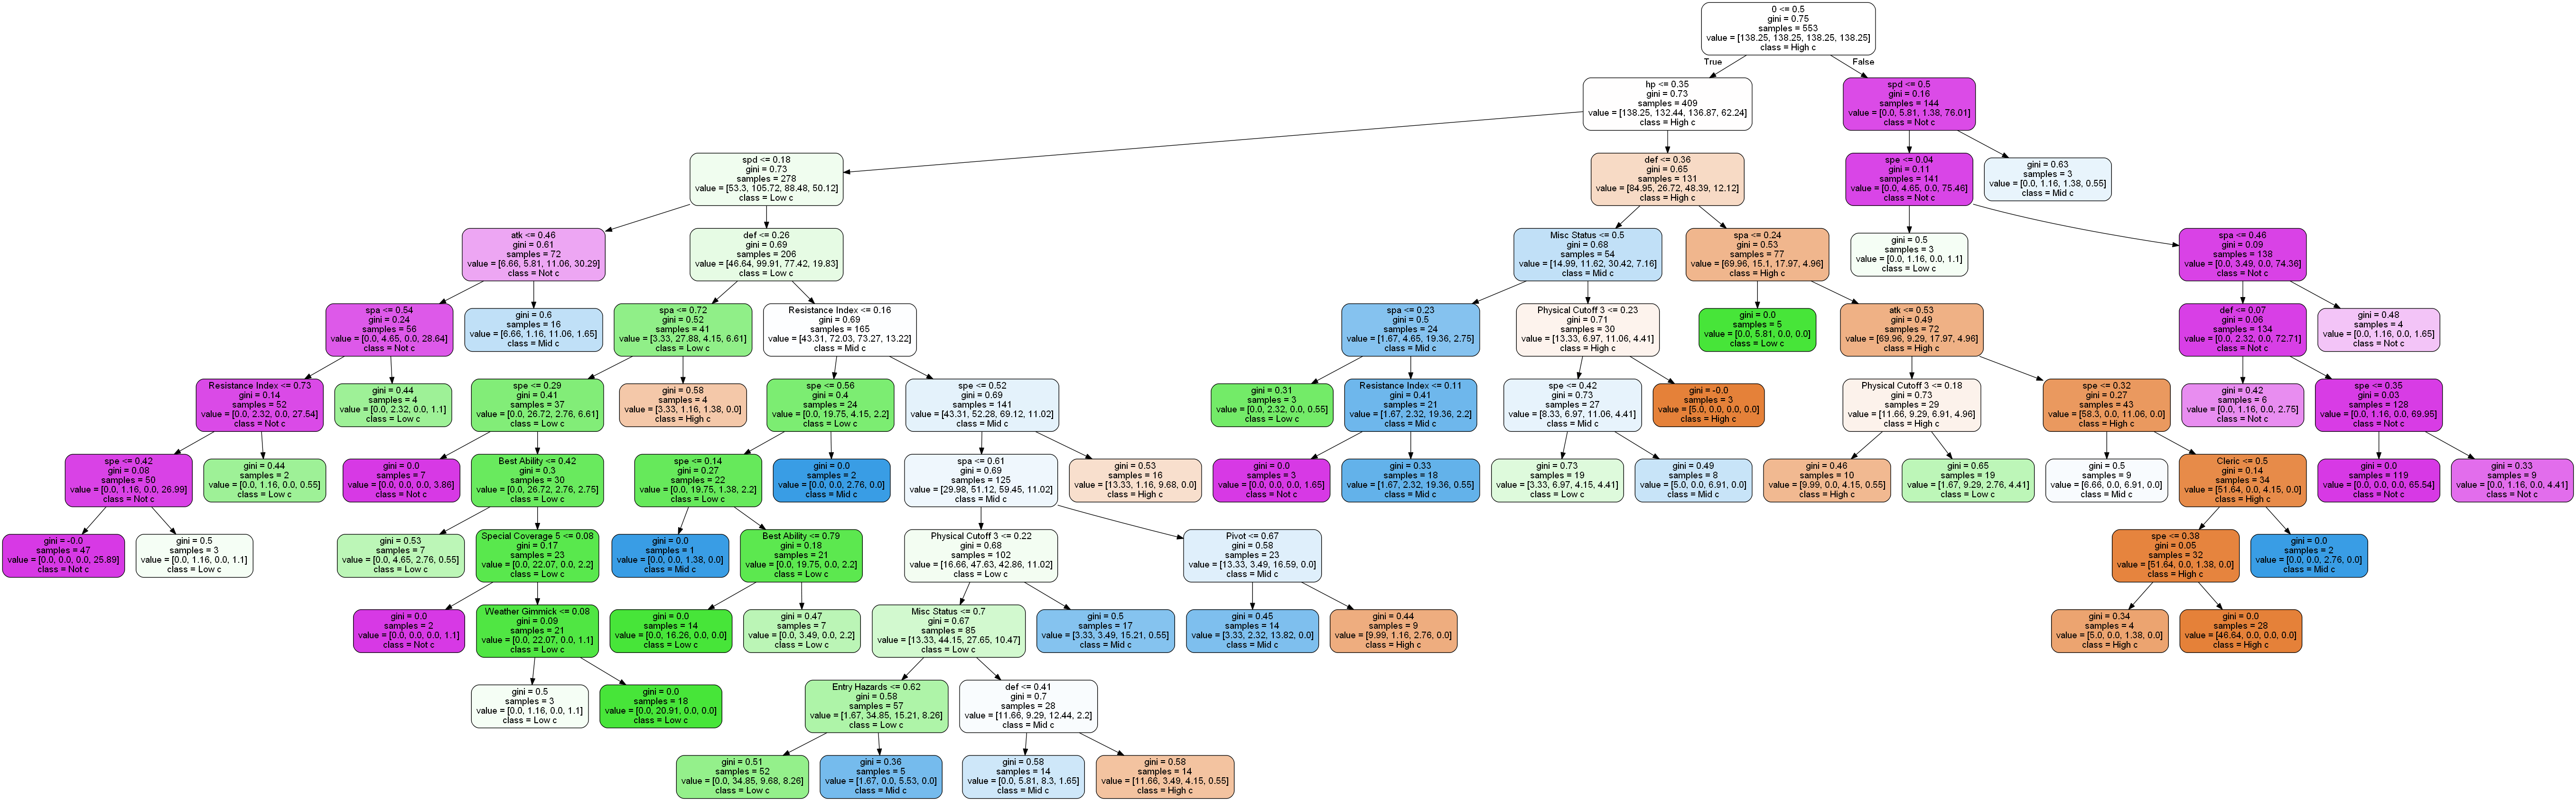 0 <= 0.5
gini = 0.75
samples = 553
value = [138.25, 138.25, 138.25, 138.25]
class = High c
True
False
hp <= 0.35
gini = 0.73
samples = 409
value = [138.25, 132.44, 136.87, 62.24]
class = High c
spd <= 0.5
gini = 0.16
samples = 144
value = [0.0, 5.81, 1.38, 76.01]
class = Not c
spd <= 0.18
gini = 0.73
samples = 278
value = [53.3, 105.72, 88.48, 50.12]
class = Low c
def <= 0.36
gini = 0.65
samples = 131
value = [84.95, 26.72, 48.39, 12.12]
class = High c
spe <= 0.04
gini = 0.11
samples = 141
value = [0.0, 4.65, 0.0, 75.46]
class = Not c
gini = 0.63
samples = 3
value = [0.0, 1.16, 1.38, 0.55]
class = Mid c
atk <= 0.46
gini = 0.61
samples = 72
value = [6.66, 5.81, 11.06, 30.29]
class = Not c
def <= 0.26
gini = 0.69
samples = 206
value = [46.64, 99.91, 77.42, 19.83]
class = Low c
Misc Status <= 0.5
gini = 0.68
samples = 54
value = [14.99, 11.62, 30.42, 7.16]
class = Mid c
spa <= 0.24
gini = 0.53
samples = 77
value = [69.96, 15.1, 17.97, 4.96]
class = High c
gini = 0.5
samples = 3
value = [0.0, 1.16, 0.0, 1.1]
class = Low c
spa <= 0.46
gini = 0.09
samples = 138
value = [0.0, 3.49, 0.0, 74.36]
class = Not c
spa <= 0.54
gini = 0.24
samples = 56
value = [0.0, 4.65, 0.0, 28.64]
class = Not c
gini = 0.6
samples = 16
value = [6.66, 1.16, 11.06, 1.65]
class = Mid c
spa <= 0.72
gini = 0.52
samples = 41
value = [3.33, 27.88, 4.15, 6.61]
class = Low c
Resistance Index <= 0.16
gini = 0.69
samples = 165
value = [43.31, 72.03, 73.27, 13.22]
class = Mid c
spa <= 0.23
gini = 0.5
samples = 24
value = [1.67, 4.65, 19.36, 2.75]
class = Mid c
Physical Cutoff 3 <= 0.23
gini = 0.71
samples = 30
value = [13.33, 6.97, 11.06, 4.41]
class = High c
gini = 0.0
samples = 5
value = [0.0, 5.81, 0.0, 0.0]
class = Low c
atk <= 0.53
gini = 0.49
samples = 72
value = [69.96, 9.29, 17.97, 4.96]
class = High c
def <= 0.07
gini = 0.06
samples = 134
value = [0.0, 2.32, 0.0, 72.71]
class = Not c
gini = 0.48
samples = 4
value = [0.0, 1.16, 0.0, 1.65]
class = Not c
Resistance Index <= 0.73
gini = 0.14
samples = 52
value = [0.0, 2.32, 0.0, 27.54]
class = Not c
gini = 0.44
samples = 4
value = [0.0, 2.32, 0.0, 1.1]
class = Low c
spe <= 0.29
gini = 0.41
samples = 37
value = [0.0, 26.72, 2.76, 6.61]
class = Low c
gini = 0.58
samples = 4
value = [3.33, 1.16, 1.38, 0.0]
class = High c
spe <= 0.56
gini = 0.4
samples = 24
value = [0.0, 19.75, 4.15, 2.2]
class = Low c
spe <= 0.52
gini = 0.69
samples = 141
value = [43.31, 52.28, 69.12, 11.02]
class = Mid c
gini = 0.31
samples = 3
value = [0.0, 2.32, 0.0, 0.55]
class = Low c
Resistance Index <= 0.11
gini = 0.41
samples = 21
value = [1.67, 2.32, 19.36, 2.2]
class = Mid c
spe <= 0.42
gini = 0.73
samples = 27
value = [8.33, 6.97, 11.06, 4.41]
class = Mid c
gini = -0.0
samples = 3
value = [5.0, 0.0, 0.0, 0.0]
class = High c
Physical Cutoff 3 <= 0.18
gini = 0.73
samples = 29
value = [11.66, 9.29, 6.91, 4.96]
class = High c
spe <= 0.32
gini = 0.27
samples = 43
value = [58.3, 0.0, 11.06, 0.0]
class = High c
gini = 0.42
samples = 6
value = [0.0, 1.16, 0.0, 2.75]
class = Not c
spe <= 0.35
gini = 0.03
samples = 128
value = [0.0, 1.16, 0.0, 69.95]
class = Not c
spe <= 0.42
gini = 0.08
samples = 50
value = [0.0, 1.16, 0.0, 26.99]
class = Not c
gini = 0.44
samples = 2
value = [0.0, 1.16, 0.0, 0.55]
class = Low c
gini = 0.0
samples = 7
value = [0.0, 0.0, 0.0, 3.86]
class = Not c
Best Ability <= 0.42
gini = 0.3
samples = 30
value = [0.0, 26.72, 2.76, 2.75]
class = Low c
spe <= 0.14
gini = 0.27
samples = 22
value = [0.0, 19.75, 1.38, 2.2]
class = Low c
gini = 0.0
samples = 2
value = [0.0, 0.0, 2.76, 0.0]
class = Mid c
spa <= 0.61
gini = 0.69
samples = 125
value = [29.98, 51.12, 59.45, 11.02]
class = Mid c
gini = 0.53
samples = 16
value = [13.33, 1.16, 9.68, 0.0]
class = High c
gini = 0.0
samples = 3
value = [0.0, 0.0, 0.0, 1.65]
class = Not c
gini = 0.33
samples = 18
value = [1.67, 2.32, 19.36, 0.55]
class = Mid c
gini = 0.73
samples = 19
value = [3.33, 6.97, 4.15, 4.41]
class = Low c
gini = 0.49
samples = 8
value = [5.0, 0.0, 6.91, 0.0]
class = Mid c
gini = 0.46
samples = 10
value = [9.99, 0.0, 4.15, 0.55]
class = High c
gini = 0.65
samples = 19
value = [1.67, 9.29, 2.76, 4.41]
class = Low c
gini = 0.5
samples = 9
value = [6.66, 0.0, 6.91, 0.0]
class = Mid c
Cleric <= 0.5
gini = 0.14
samples = 34
value = [51.64, 0.0, 4.15, 0.0]
class = High c
gini = 0.0
samples = 119
value = [0.0, 0.0, 0.0, 65.54]
class = Not c
gini = 0.33
samples = 9
value = [0.0, 1.16, 0.0, 4.41]
class = Not c
gini = -0.0
samples = 47
value = [0.0, 0.0, 0.0, 25.89]
class = Not c
gini = 0.5
samples = 3
value = [0.0, 1.16, 0.0, 1.1]
class = Low c
gini = 0.53
samples = 7
value = [0.0, 4.65, 2.76, 0.55]
class = Low c
Special Coverage 5 <= 0.08
gini = 0.17
samples = 23
value = [0.0, 22.07, 0.0, 2.2]
class = Low c
gini = 0.0
samples = 1
value = [0.0, 0.0, 1.38, 0.0]
class = Mid c
Best Ability <= 0.79
gini = 0.18
samples = 21
value = [0.0, 19.75, 0.0, 2.2]
class = Low c
Physical Cutoff 3 <= 0.22
gini = 0.68
samples = 102
value = [16.66, 47.63, 42.86, 11.02]
class = Low c
Pivot <= 0.67
gini = 0.58
samples = 23
value = [13.33, 3.49, 16.59, 0.0]
class = Mid c
spe <= 0.38
gini = 0.05
samples = 32
value = [51.64, 0.0, 1.38, 0.0]
class = High c
gini = 0.0
samples = 2
value = [0.0, 0.0, 2.76, 0.0]
class = Mid c
gini = 0.0
samples = 2
value = [0.0, 0.0, 0.0, 1.1]
class = Not c
Weather Gimmick <= 0.08
gini = 0.09
samples = 21
value = [0.0, 22.07, 0.0, 1.1]
class = Low c
gini = 0.0
samples = 14
value = [0.0, 16.26, 0.0, 0.0]
class = Low c
gini = 0.47
samples = 7
value = [0.0, 3.49, 0.0, 2.2]
class = Low c
Misc Status <= 0.7
gini = 0.67
samples = 85
value = [13.33, 44.15, 27.65, 10.47]
class = Low c
gini = 0.5
samples = 17
value = [3.33, 3.49, 15.21, 0.55]
class = Mid c
gini = 0.45
samples = 14
value = [3.33, 2.32, 13.82, 0.0]
class = Mid c
gini = 0.44
samples = 9
value = [9.99, 1.16, 2.76, 0.0]
class = High c
gini = 0.34
samples = 4
value = [5.0, 0.0, 1.38, 0.0]
class = High c
gini = 0.0
samples = 28
value = [46.64, 0.0, 0.0, 0.0]
class = High c
gini = 0.5
samples = 3
value = [0.0, 1.16, 0.0, 1.1]
class = Low c
gini = 0.0
samples = 18
value = [0.0, 20.91, 0.0, 0.0]
class = Low c
Entry Hazards <= 0.62
gini = 0.58
samples = 57
value = [1.67, 34.85, 15.21, 8.26]
class = Low c
def <= 0.41
gini = 0.7
samples = 28
value = [11.66, 9.29, 12.44, 2.2]
class = Mid c
gini = 0.51
samples = 52
value = [0.0, 34.85, 9.68, 8.26]
class = Low c
gini = 0.36
samples = 5
value = [1.67, 0.0, 5.53, 0.0]
class = Mid c
gini = 0.58
samples = 14
value = [0.0, 5.81, 8.3, 1.65]
class = Mid c
gini = 0.58
samples = 14
value = [11.66, 3.49, 4.15, 0.55]
class = High c